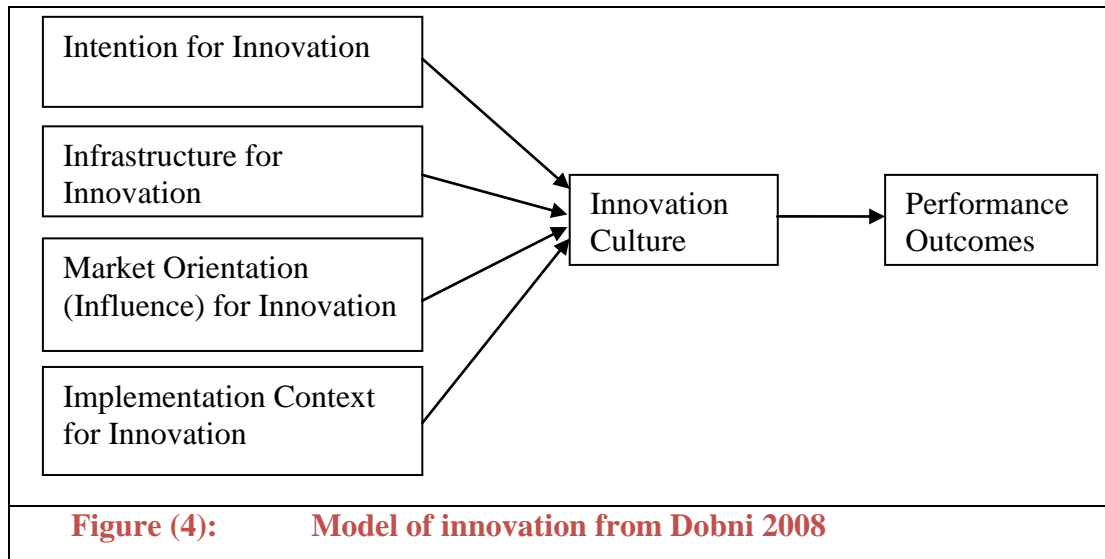 Intention for Innovation
Infrastructure for
Innovation
Market Orientation
(Influence) for Innovation
Implementation Context
for Innovation
Innovation
Culture
Performance
Outcomes
Figure (4): Model of innovation from Dobni 2008